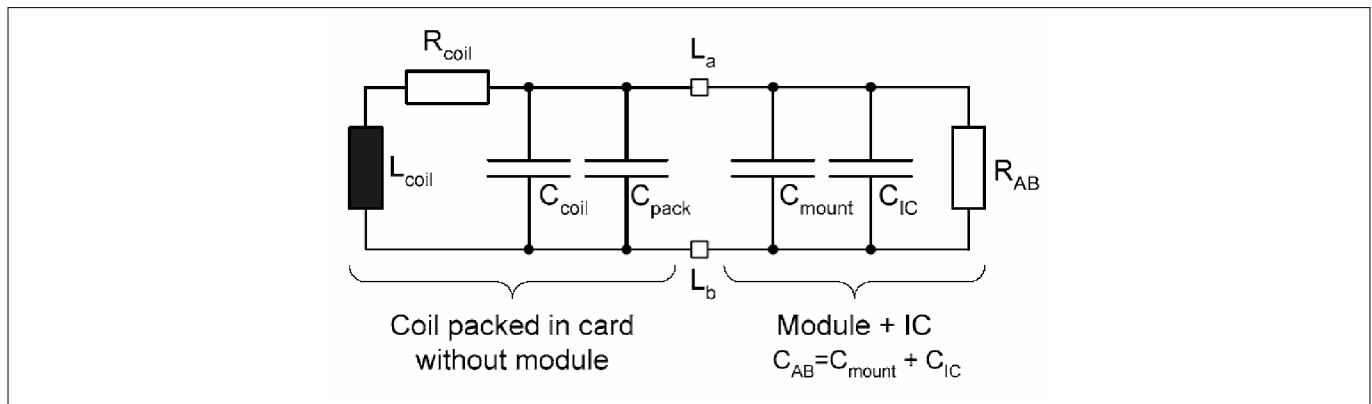 R_coil
L_a
L_coil
C_coil
C_pack
C_mount
C_IC
R_AB
L_b
Coil packed in card
without module
Module + IC
C_AB=C_mount + C_IC